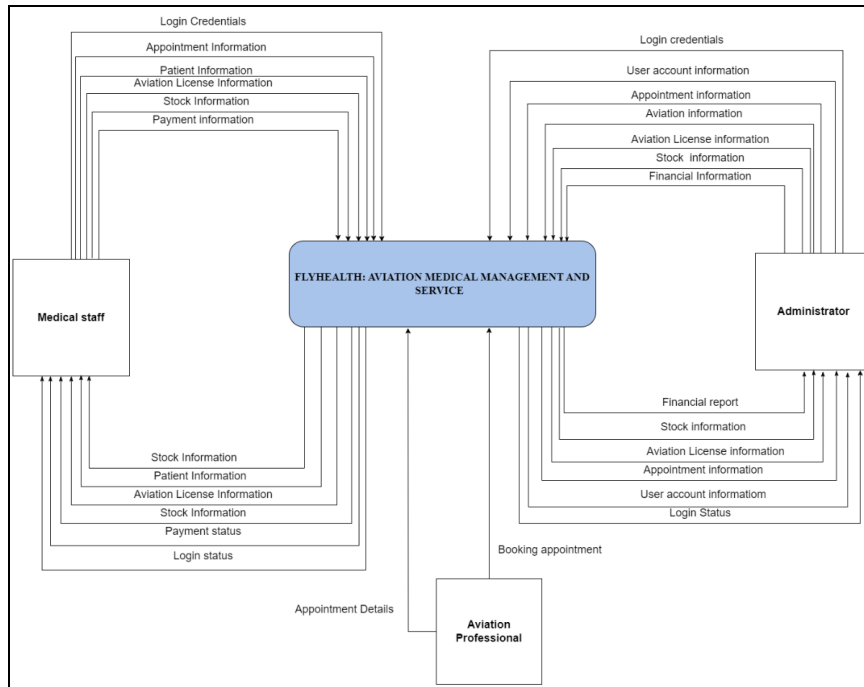 Login Credentials
Appointment Information
Patient Information
Aviation License Information
Stock Information
Payment information
Login credentials
User account information
Appointment information
Aviation information
Aviation License information
Stock information
Financial Information
FLYHEALTH: AVIATION MEDICAL MANAGEMENT AND
SERVICE
Medical staff
Administrator
Stock Information
Patient Information
Aviation License Information
Stock Information
Payment status
Login status
Financial report
Stock information
Aviation License information
Appointment information
User account informatiom
Login Status
Booking appointment
Appointment Details
Aviation
Professional